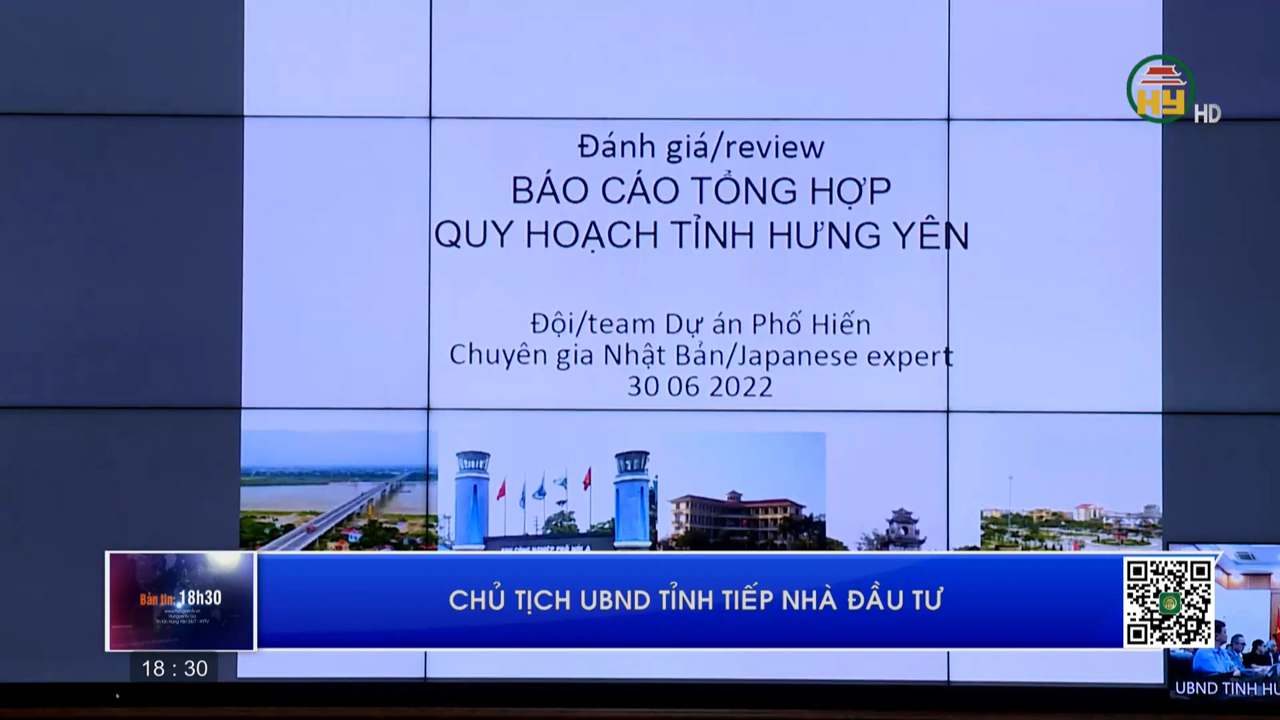 HY HD
Đánh giá/review
BÁO CÁO TỔNG HỢP
QUY HOẠCH TỈNH HƯNG YÊN
Đội/team Dự án Phố Hiến
Chuyên gia Nhật Bản/Japanese expert
30 06 2022
Bản tin: 18h30
CHỦ TỊCH UBND TỈNH TIẾP NHÀ ĐẦU TƯ
18 : 30
UBND TỈNH HƯ